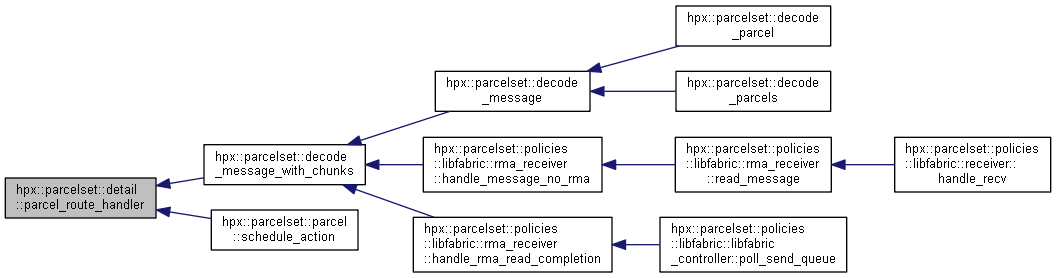 hpx::parcelset::decode
_parcel
hpx::parcelset::decode
_message
hpx::parcelset::decode
_parcels
hpx::parcelset::decode
_message_with_chunks
hpx::parcelset::policies
::libfabric::rma_receiver
::handle_message_no_rma
hpx::parcelset::policies
::libfabric::rma_receiver
::read_message
hpx::parcelset::policies
::libfabric::receiver::
handle_recv
hpx::parcelset::detail
::parcel_route_handler
hpx::parcelset::parcel
::schedule_action
hpx::parcelset::policies
::libfabric::rma_receiver
::handle_rma_read_completion
hpx::parcelset::policies
::libfabric::libfabric
_controller::poll_send_queue